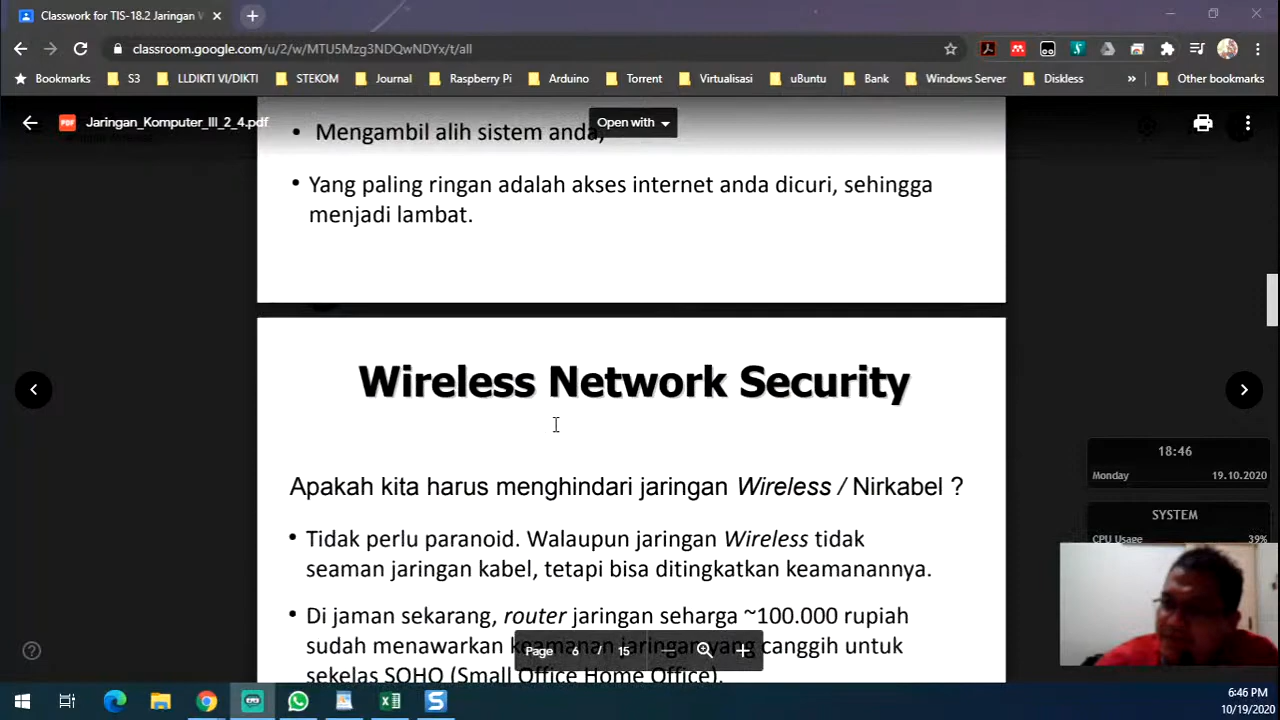 Classwork for TIS-18.2 Jaringan W
classroom.google.com/u/2/w/MTU5Mzg3NDQwNDYx/t/all
Bookmarks S3 LLDIKTI VI/DIKTI STEKOM Journal Raspberry Pi Arduino Torrent Virtualisasi uBuntu Bank Windows Server Diskless » Other bookmarks
Jaringan_Komputer_III_2_4.pdf
Open with
• Mengambil alih sistem anda,
• Yang paling ringan adalah akses internet anda dicuri, sehingga
menjadi lambat.
Wireless Network Security
Apakah kita harus menghindari jaringan Wireless / Nirkabel ?
• Tidak perlu paranoid. Walaupun jaringan Wireless tidak
seaman jaringan kabel, tetapi bisa ditingkatkan keamanannya.
• Di jaman sekarang, router jaringan seharga ~100.000 rupiah
sudah menawarkan keamanan jaringan yang canggih untuk
sekelas SOHO (Small Office Home Office).
Page 6 / 15
18:46
Monday 19.10.2020
SYSTEM
CPU Usage 39%
6:46 PM
10/19/2020